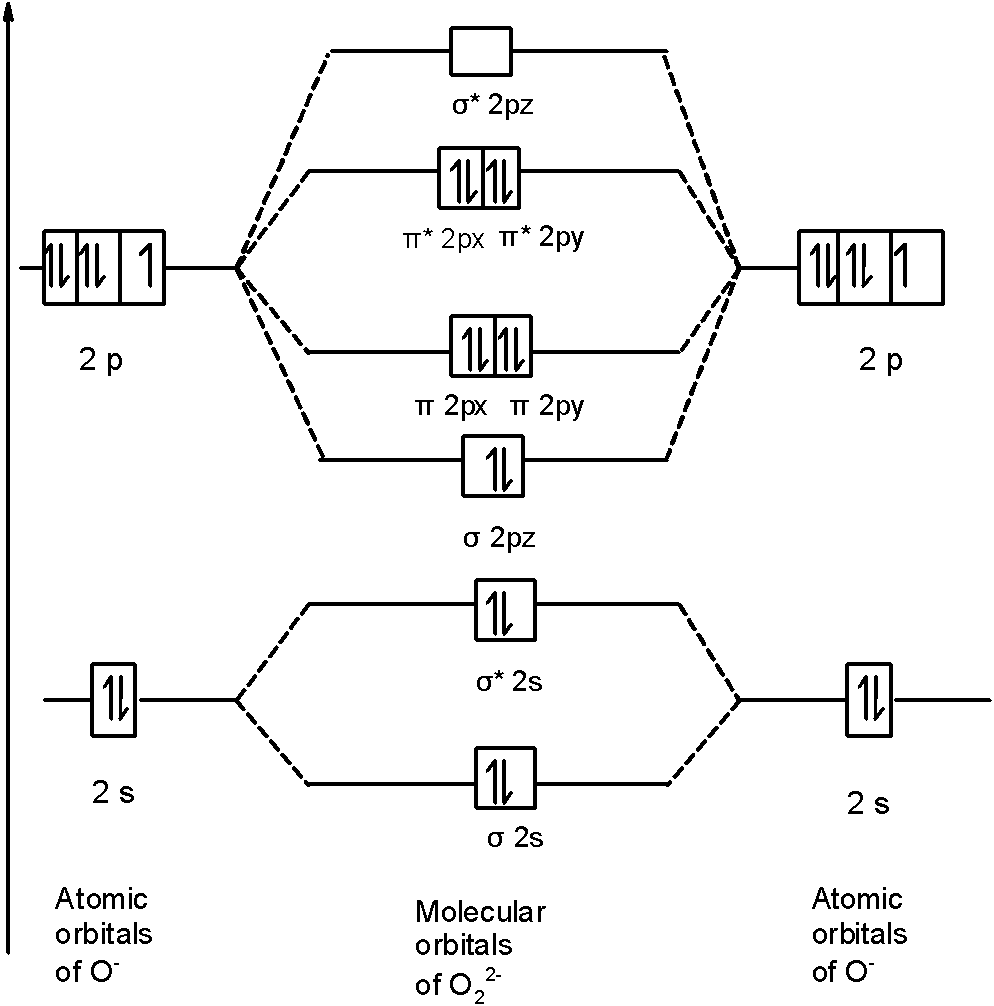 σ* 2pz
π* 2px π* 2py
2 p
2 p
π 2px π 2py
σ 2pz
σ* 2s
2 s
2 s
σ 2s
Atomic
orbitals
of O⁻
Molecular
orbitals
of O₂²⁻
Atomic
orbitals
of O⁻